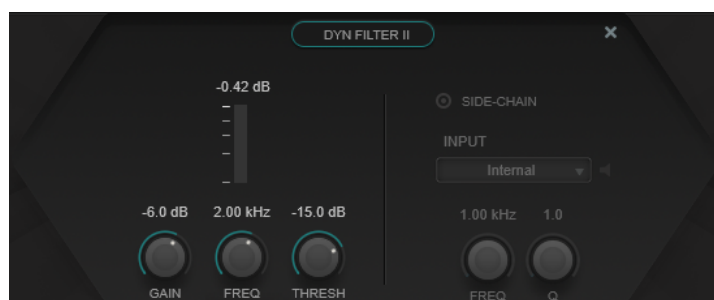 DYN FILTER II
×
-0.42 dB
SIDE-CHAIN
INPUT
Internal
-6.0 dB 2.00 kHz -15.0 dB
1.00 kHz 1.0
GAIN FREQ THRESH
FREQ Q